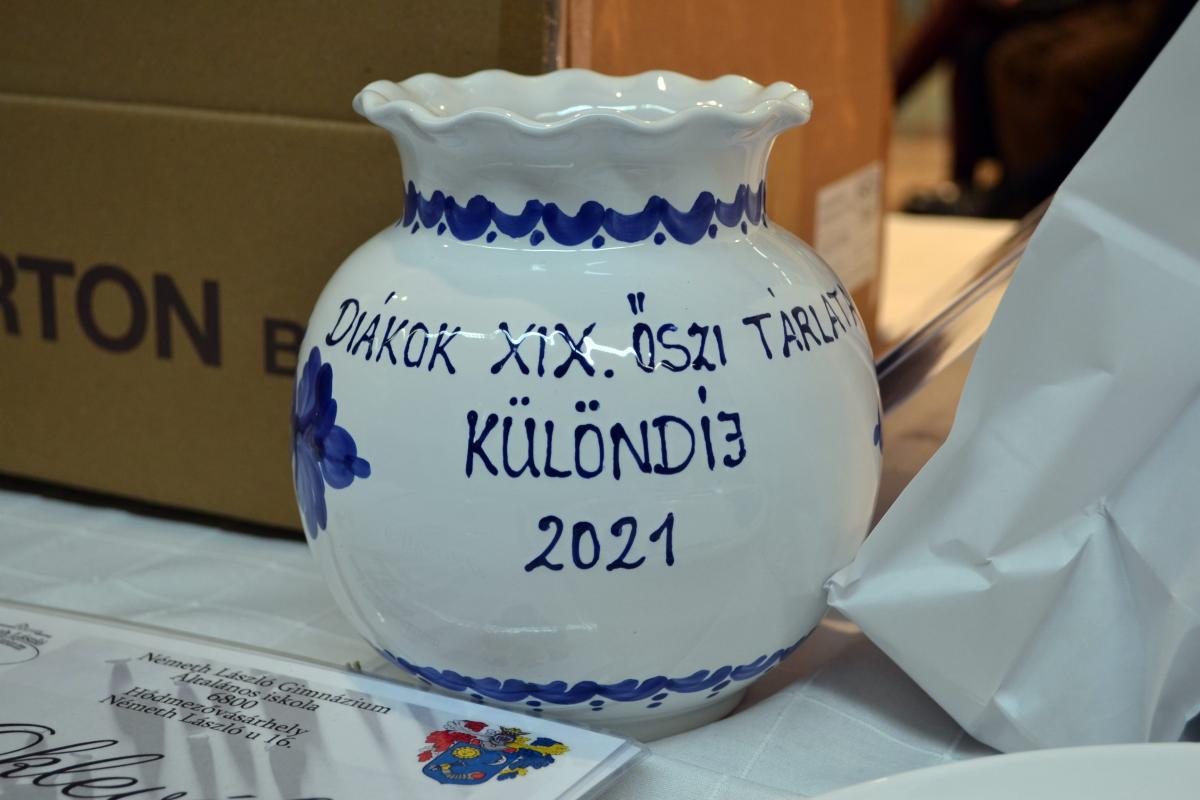 DIÁKOK XIX. ŐSZI TÁRLATA
KÜLÖNDÍJ
2021
RTON B
Németh László Gimnázium
Általános iskola
6800
Hódmezővásárhely
Németh László u 16.